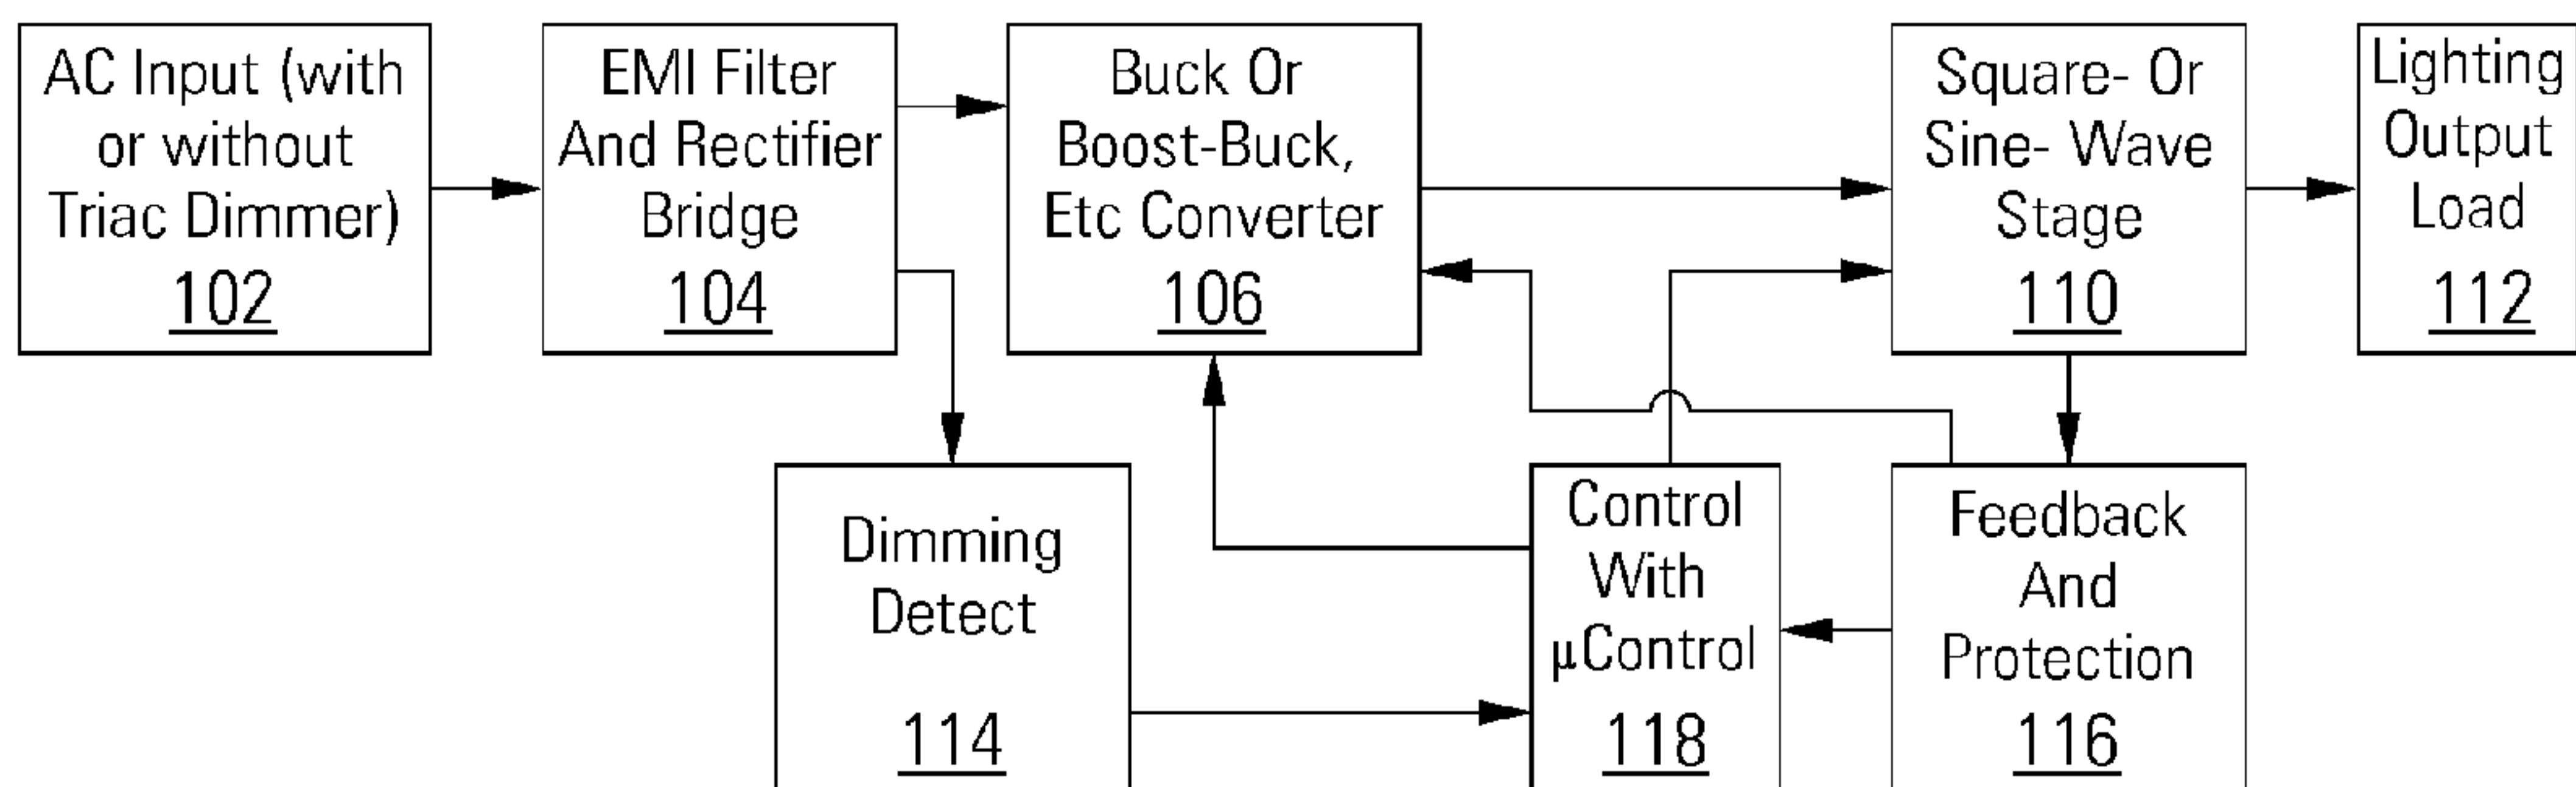 AC Input (with
or without
Triac Dimmer)
102
EMI Filter
And Rectifier
Bridge
104
Buck Or
Boost-Buck,
Etc Converter
106
Square- Or
Sine- Wave
Stage
110
Lighting
Output
Load
112
Dimming
Detect
114
Control
With
μControl
118
Feedback
And
Protection
116